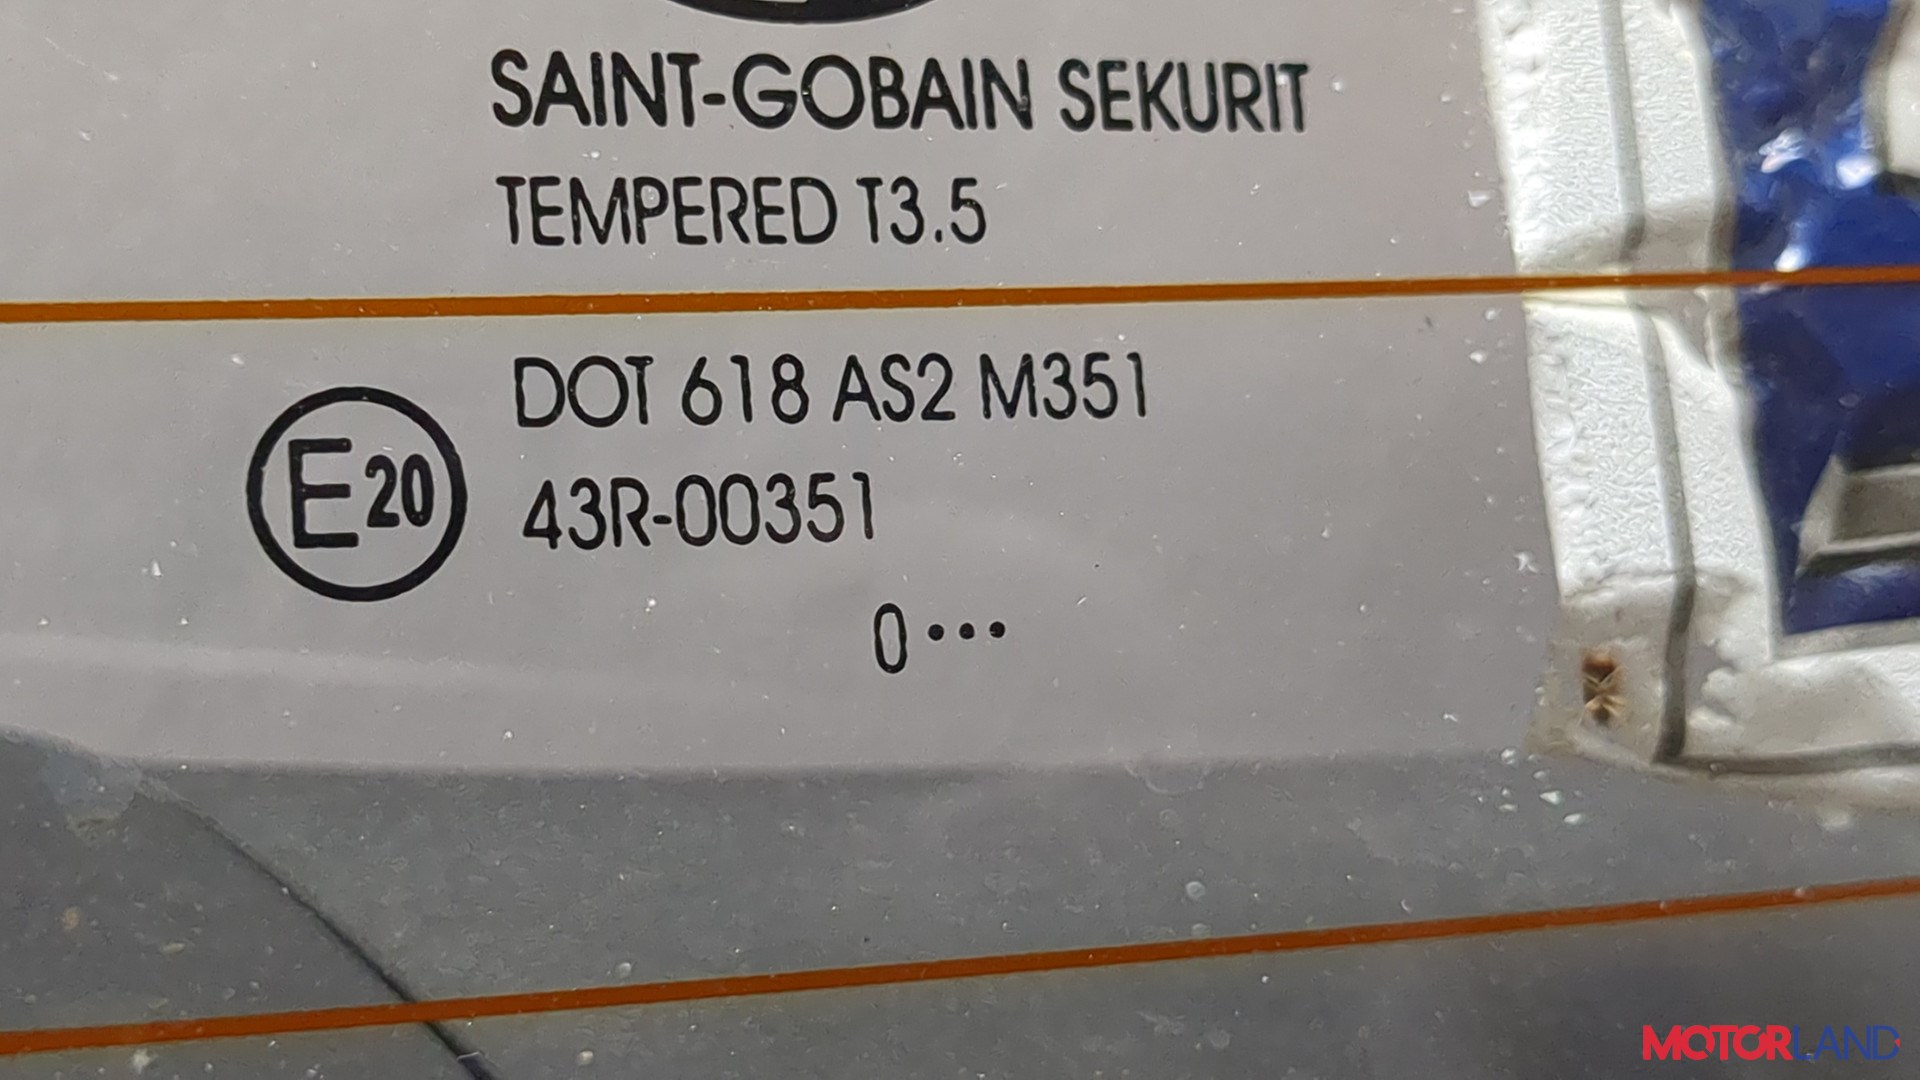 SAINT-GOBAIN SEKURIT
TEMPERED T3.5
DOT 618 AS2 M351
E20
43R-00351
0•••
MOTORLAND